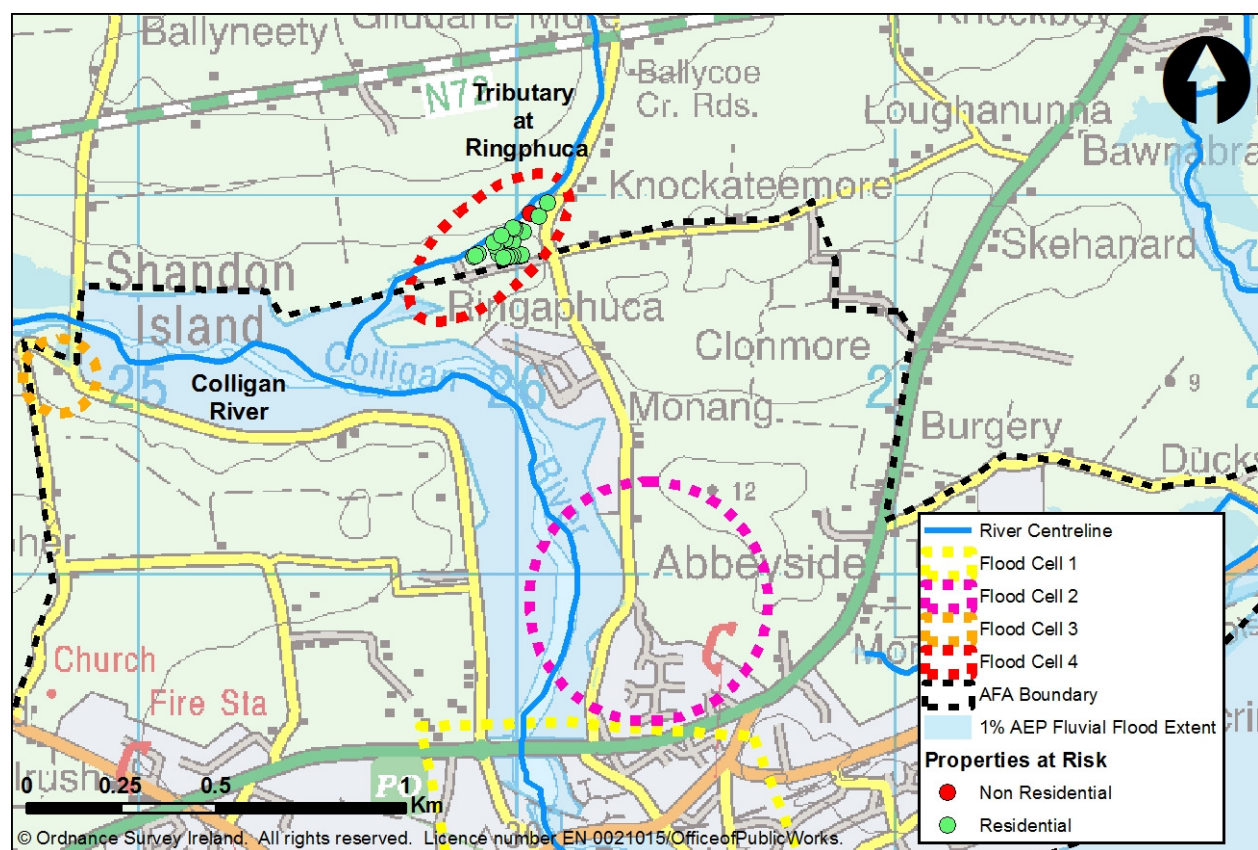 Ballyneety
N72
Tributary
at
Ringphuca
Ballycoe
Cr. Rds.
Loughanunna
Knockateemore
Skehanard
Shandon
Island
Ringaphuca
Colligan
River
Clonmore
25
Colligan
River
26
Monang
9
Burgery
12
Abbeyside
Church
Fire Sta
PO
0 0.25 0.5 1
Km
River Centreline
Flood Cell 1
Flood Cell 2
Flood Cell 3
Flood Cell 4
AFA Boundary
1% AEP Fluvial Flood Extent
Properties at Risk
Non Residential
Residential
© Ordnance Survey Ireland. All rights reserved. Licence number EN 0021015/OfficeofPublicWorks.